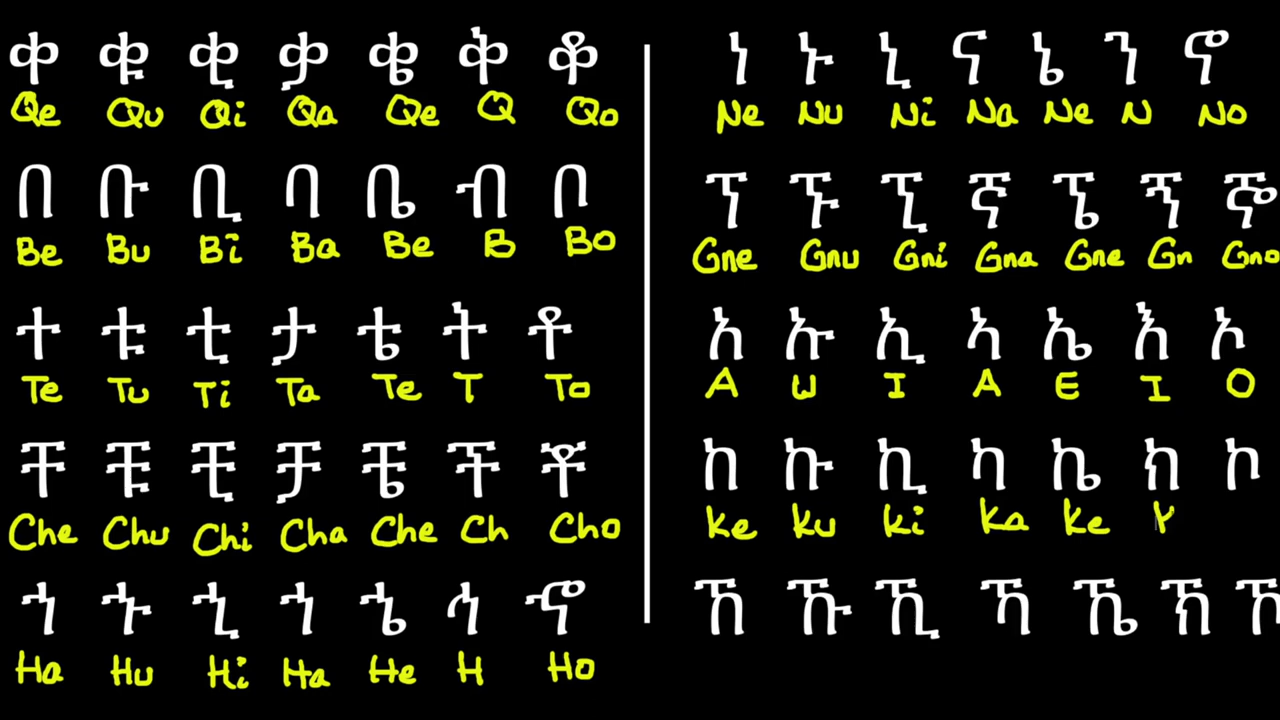 ቀ ቁ ቂ ቃ ቄ ቅ ቆ
Qe Qu Qi Qa Qe Q Qo
በ ቡ ቢ ባ ቤ ብ ቦ
Be Bu Bi Ba Be B Bo
ተ ቱ ቲ ታ ቴ ት ቶ
Te Tu Ti Ta Te T To
ቸ ቹ ቺ ቻ ቼ ች ቾ
Che Chu Chi Cha Che Ch Cho
ኀ ኁ ኂ ኃ ኄ ኅ ኆ
Ha Hu Hi Ha He H Ho
ነ ኑ ኒ ና ኔ ን ኖ
Ne Nu Ni Na Ne N No
ኘ ኙ ኚ ኛ ኜ ኝ ኞ
Gne Gnu Gni Gna Gne Gn Gno
አ ኡ ኢ ኣ ኤ እ ኦ
A U I A E I O
ከ ኩ ኪ ካ ኬ ክ ኮ
Ke Ku Ki Ka Ke
ኸ ኹ ኺ ኻ ኼ ኽ